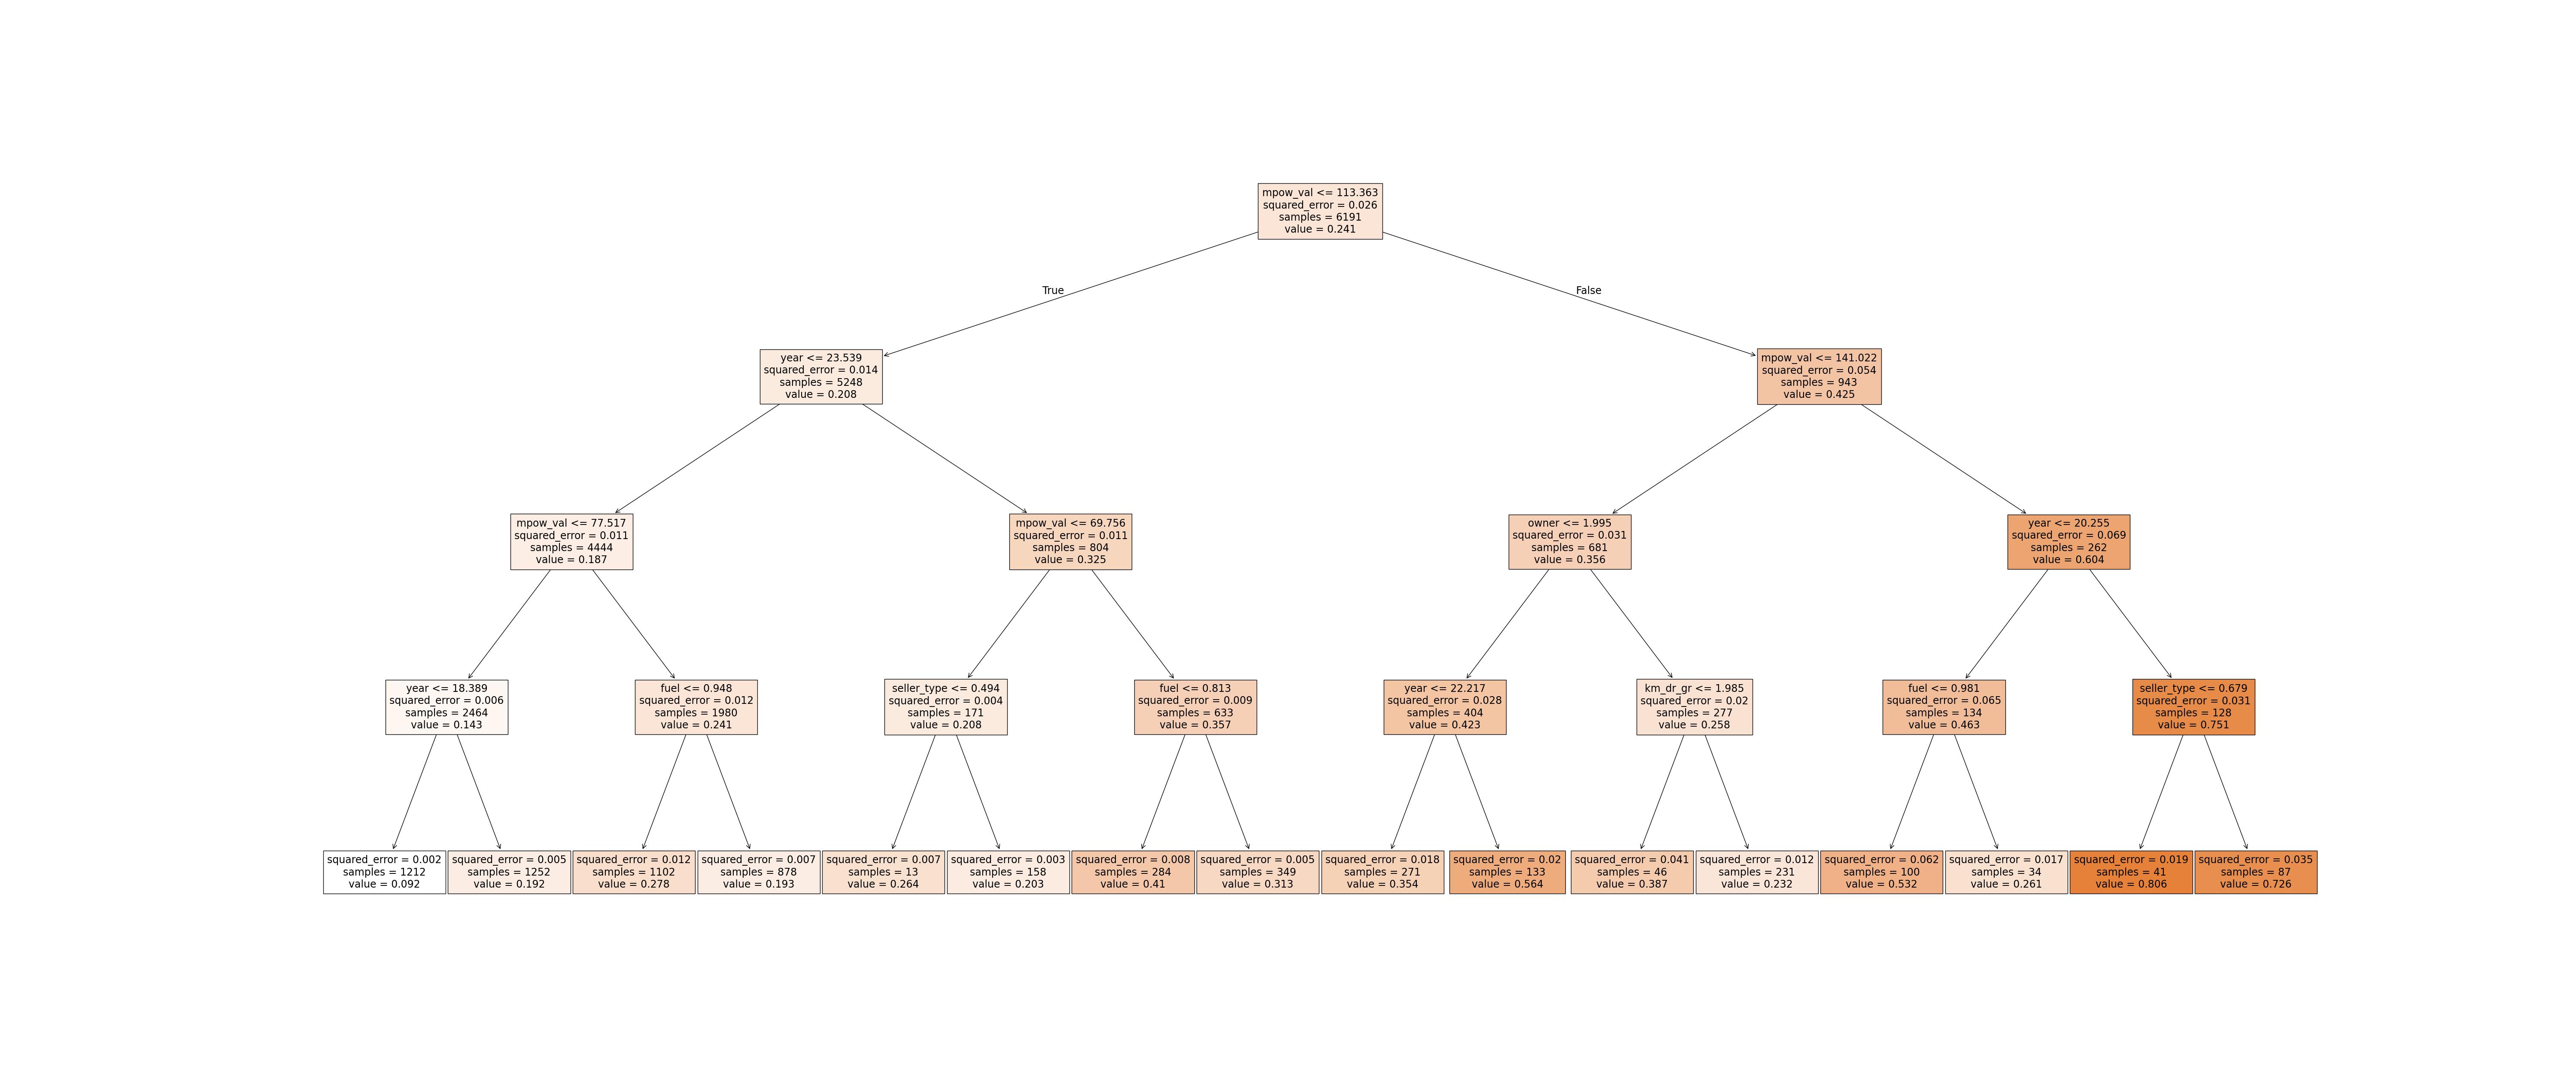 mpow_val <= 113.363
squared_error = 0.026
samples = 6191
value = 0.241
True
False
year <= 23.539
squared_error = 0.014
samples = 5248
value = 0.208
mpow_val <= 141.022
squared_error = 0.054
samples = 943
value = 0.425
mpow_val <= 77.517
squared_error = 0.011
samples = 4444
value = 0.187
mpow_val <= 69.756
squared_error = 0.011
samples = 804
value = 0.325
owner <= 1.995
squared_error = 0.031
samples = 681
value = 0.356
year <= 20.255
squared_error = 0.069
samples = 262
value = 0.604
year <= 18.389
squared_error = 0.006
samples = 2464
value = 0.143
fuel <= 0.948
squared_error = 0.012
samples = 1980
value = 0.241
seller_type <= 0.494
squared_error = 0.004
samples = 171
value = 0.208
fuel <= 0.813
squared_error = 0.009
samples = 633
value = 0.357
year <= 22.217
squared_error = 0.028
samples = 404
value = 0.423
km_dr_gr <= 1.985
squared_error = 0.02
samples = 277
value = 0.258
fuel <= 0.981
squared_error = 0.065
samples = 134
value = 0.463
seller_type <= 0.679
squared_error = 0.031
samples = 128
value = 0.751
squared_error = 0.002
samples = 1212
value = 0.092
squared_error = 0.005
samples = 1252
value = 0.192
squared_error = 0.012
samples = 1102
value = 0.278
squared_error = 0.007
samples = 878
value = 0.193
squared_error = 0.007
samples = 13
value = 0.264
squared_error = 0.003
samples = 158
value = 0.203
squared_error = 0.008
samples = 284
value = 0.41
squared_error = 0.005
samples = 349
value = 0.313
squared_error = 0.018
samples = 271
value = 0.354
squared_error = 0.02
samples = 133
value = 0.564
squared_error = 0.041
samples = 46
value = 0.387
squared_error = 0.012
samples = 231
value = 0.232
squared_error = 0.062
samples = 100
value = 0.532
squared_error = 0.017
samples = 34
value = 0.261
squared_error = 0.019
samples = 41
value = 0.806
squared_error = 0.035
samples = 87
value = 0.726